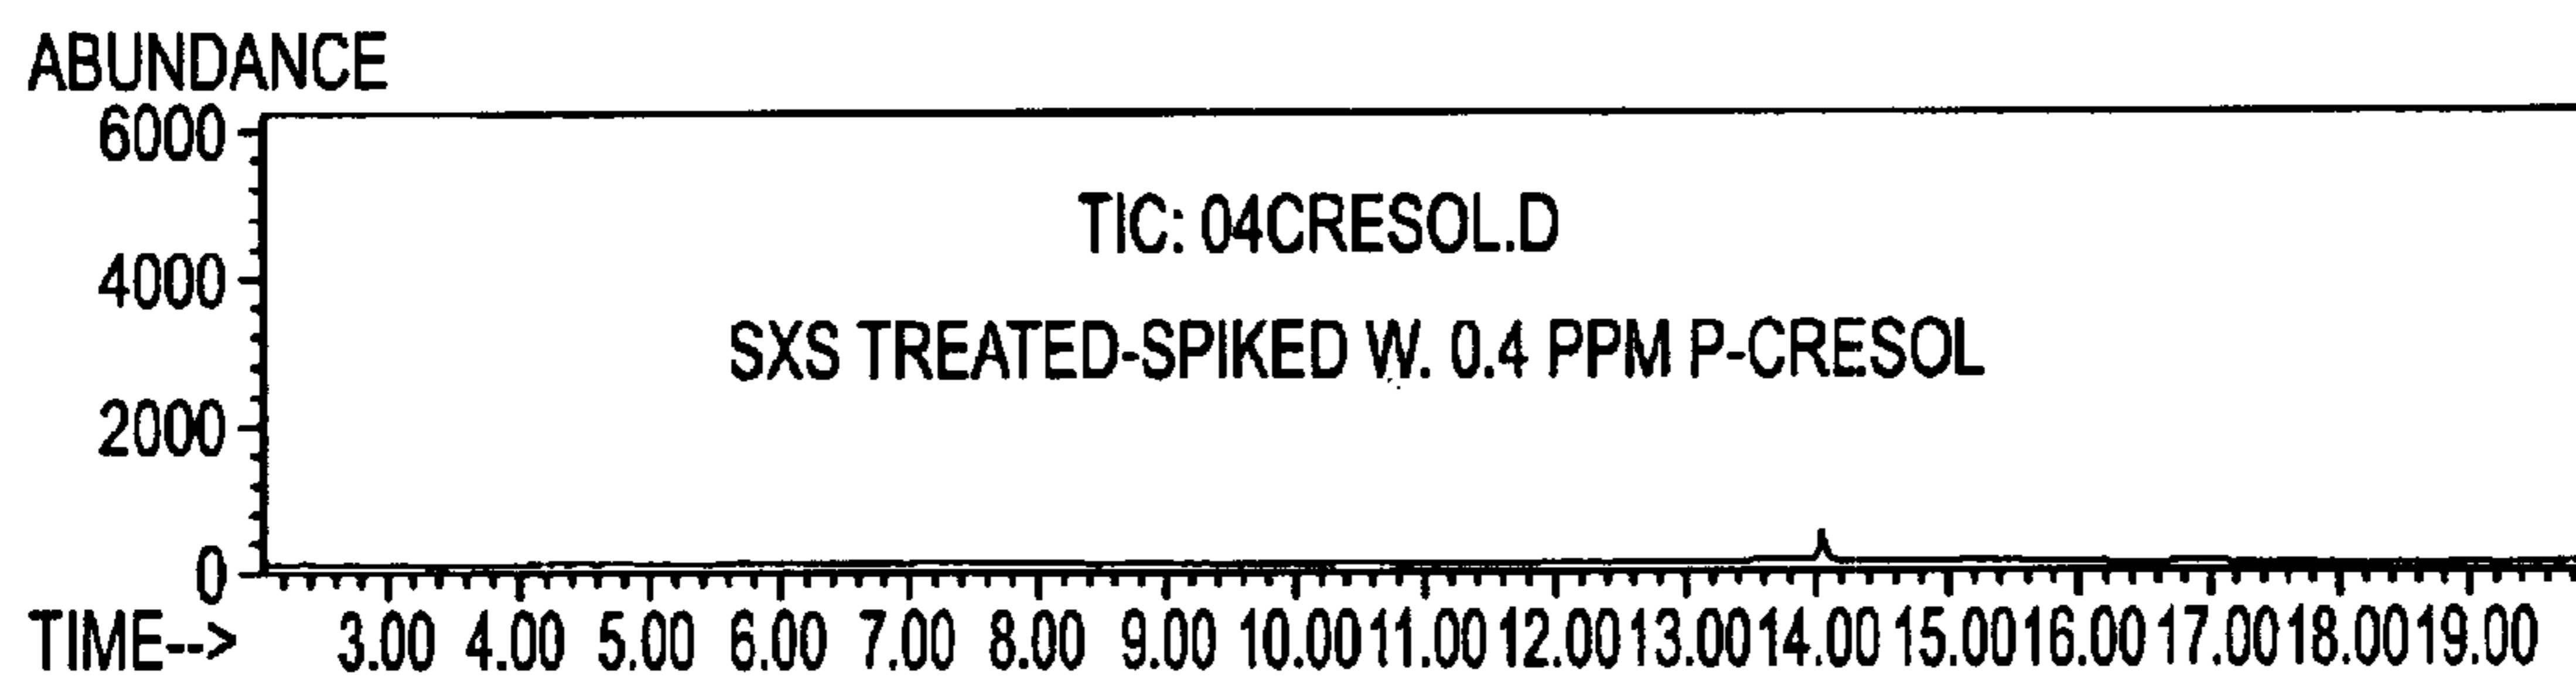 ABUNDANCE
6000
TIC: 04CRESOL.D
4000
SXS TREATED-SPIKED W. 0.4 PPM P-CRESOL
2000
0
TIME--> 3.00 4.00 5.00 6.00 7.00 8.00 9.00 10.00 11.00 12.00 13.00 14.00 15.00 16.00 17.00 18.00 19.00